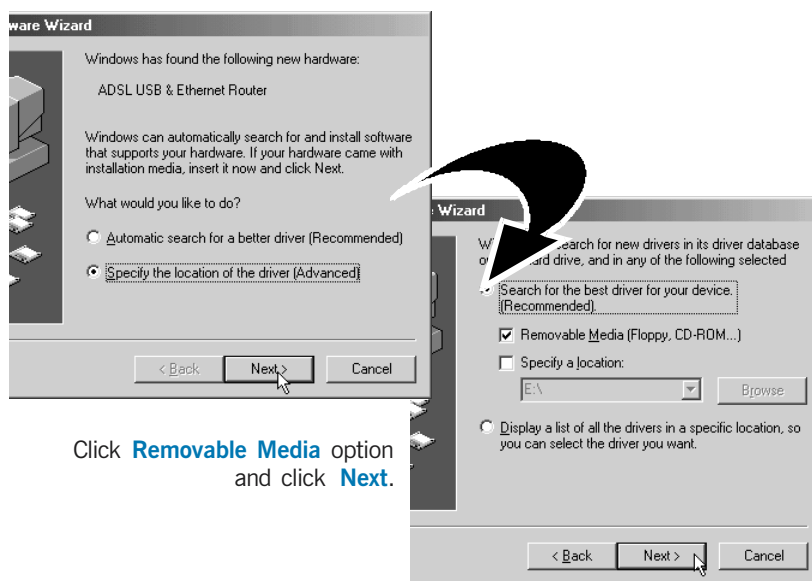 ware Wizard
Windows has found the following new hardware:
ADSL USB & Ethernet Router
Windows can automatically search for and install software
that supports your hardware. If your hardware came with
installation media, insert it now and click Next.
What would you like to do?
Automatic search for a better driver (Recommended)
Specify the location of the driver (Advanced)
< Back Next > Cancel
Click Removable Media option
and click Next.
Wizard
search for new drivers in its driver database
drive, and in any of the following selected
Search for the best driver for your device.
(Recommended).
Removable Media (Floppy, CD-ROM...)
Specify a location:
E:\ Browse
Display a list of all the drivers in a specific location, so
you can select the driver you want.
< Back Next > Cancel